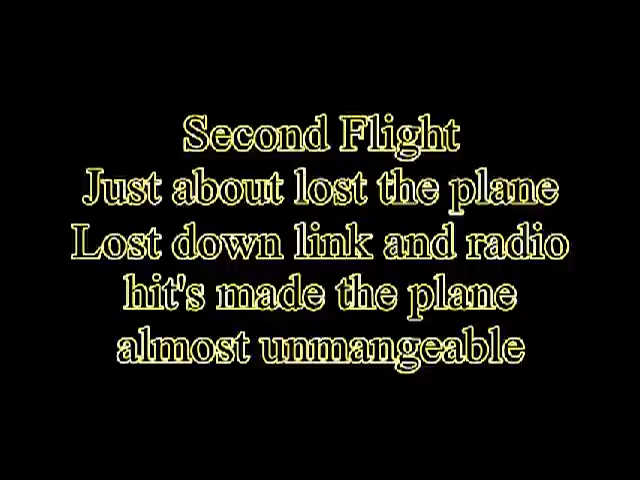 Second Flight
Just about lost the plane
Lost down link and radio
hit's made the plane
almost unmangeable